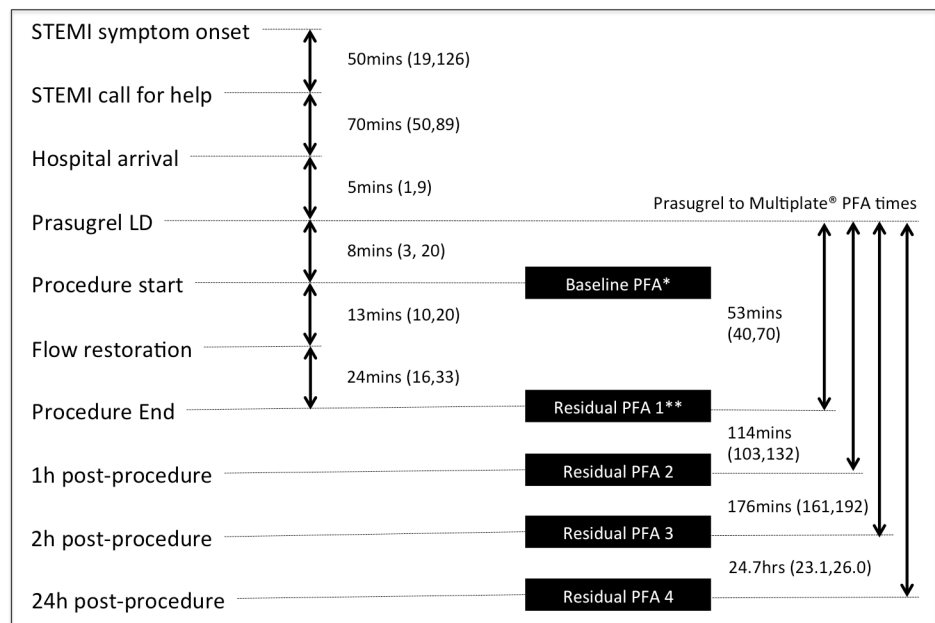 STEMI symptom onset
50mins (19,126)
STEMI call for help
70mins (50,89)
Hospital arrival
5mins (1,9)
Prasugrel to Multiplate® PFA times
Prasugrel LD
8mins (3, 20)
Procedure start
Baseline PFA*
13mins (10,20)
53mins
(40,70)
Flow restoration
24mins (16,33)
Procedure End
Residual PFA 1**
114mins
(103,132)
1h post-procedure
Residual PFA 2
176mins (161,192)
2h post-procedure
Residual PFA 3
24.7hrs (23.1,26.0)
24h post-procedure
Residual PFA 4